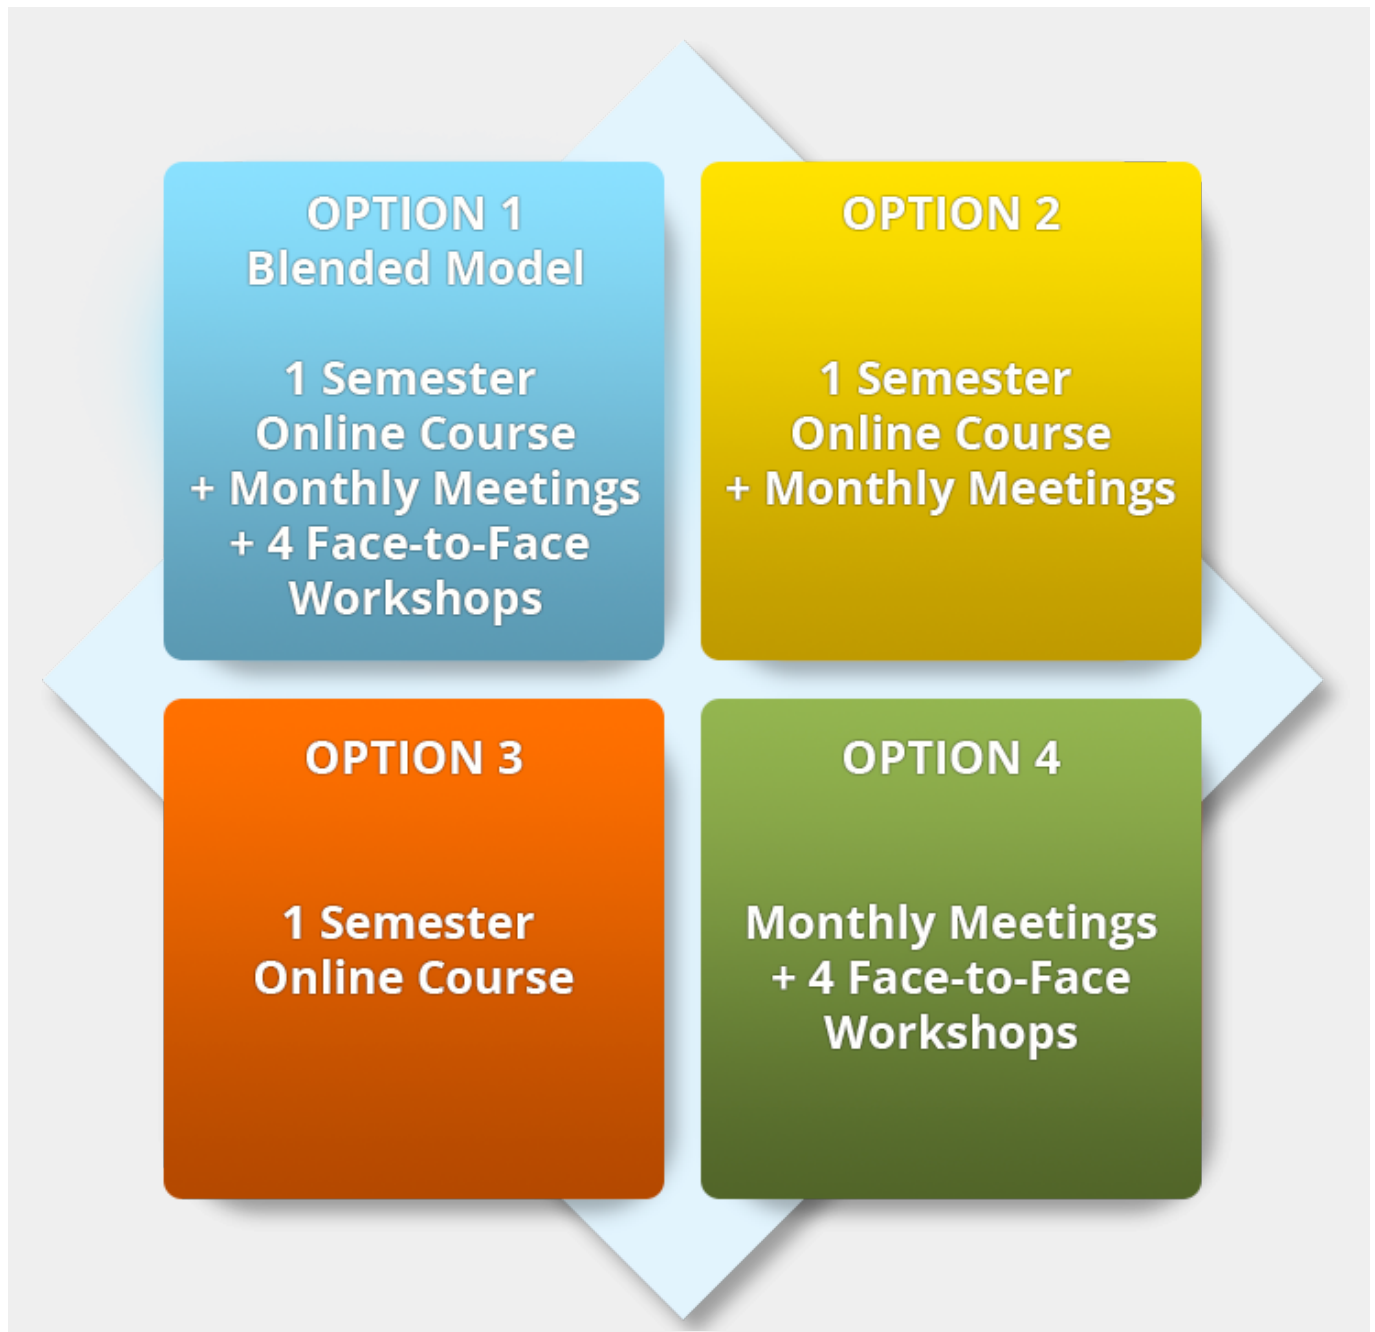 OPTION 1
Blended Model
1 Semester
Online Course
+ Monthly Meetings
+ 4 Face-to-Face
Workshops
OPTION 2
1 Semester
Online Course
+ Monthly Meetings
OPTION 3
1 Semester
Online Course
OPTION 4
Monthly Meetings
+ 4 Face-to-Face
Workshops